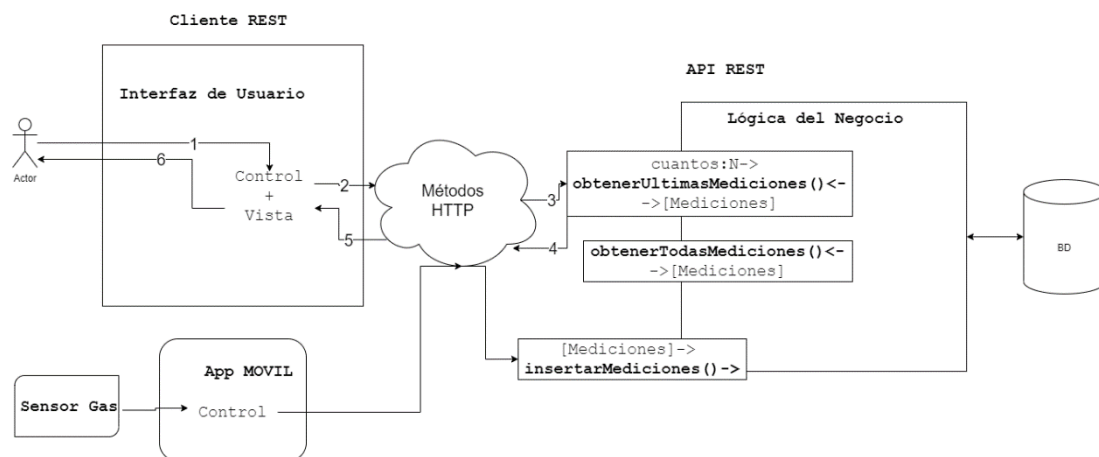 Cliente REST
Interfaz de Usuario
Actor
1
6
Control
+
Vista
2
5
Métodos
HTTP
3
4
API REST
Lógica del Negocio
cuantos:N->
obtenerUltimasMediciones()<-
->[Mediciones]
obtenerTodasMediciones()<-
->[Mediciones]
[Mediciones]->
insertarMediciones()->
BD
App MOVIL
Control
Sensor Gas